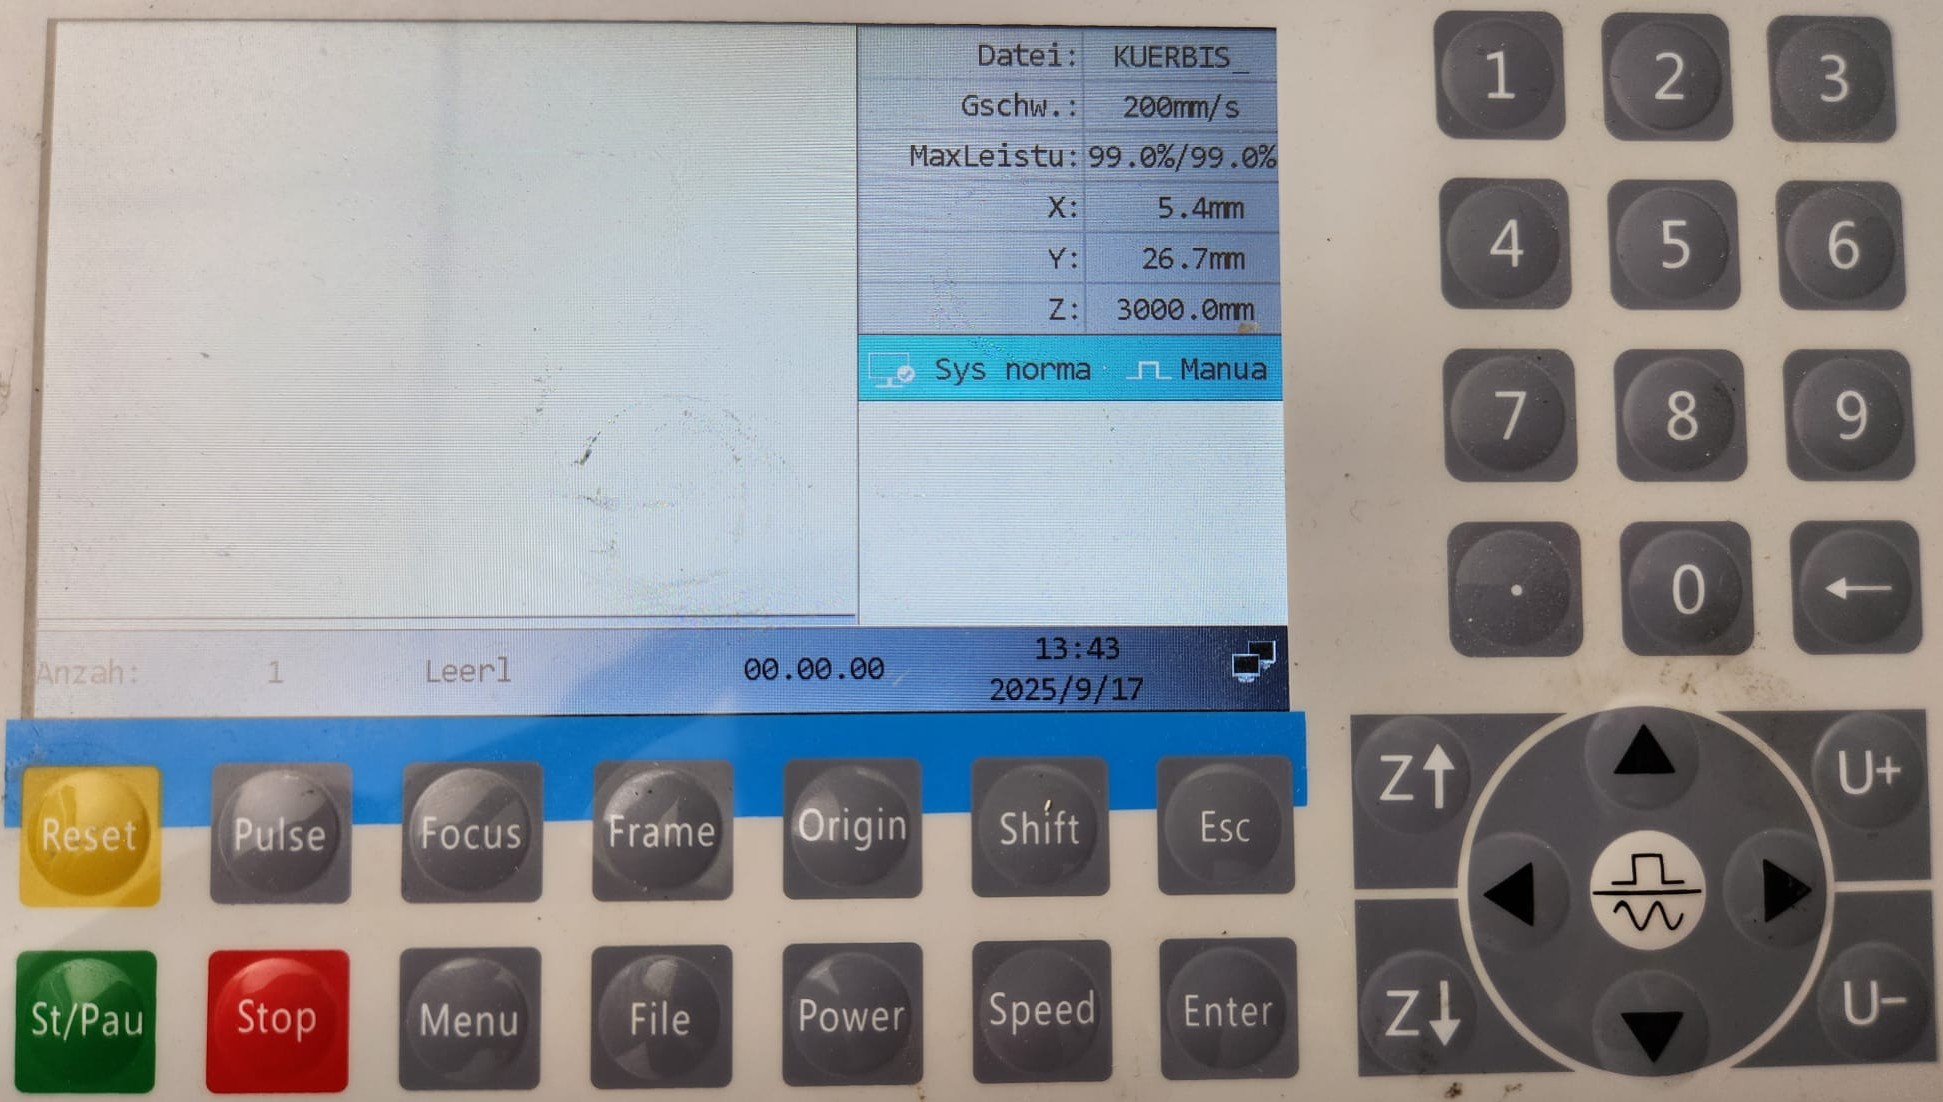 Datei: KUERBIS_
Gschw.: 200mm/s
MaxLeistu: 99.0%/99.0%
X: 5.4mm
Y: 26.7mm
Z: 3000.0mm
Sys norma Manua
Anzah: 1 Leerl 00.00.00 13:43
2025/9/17
1 2 3
4 5 6
7 8 9
. 0 ←
Reset Pulse Focus Frame Origin Shift Esc
St/Pau Stop Menu File Power Speed Enter
Z↑ U+
Z↓ U-